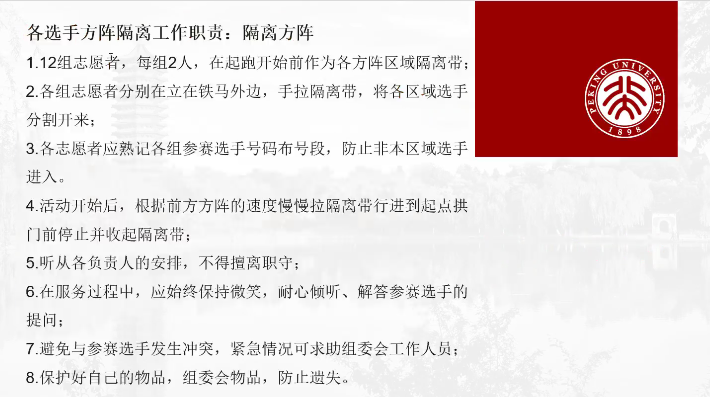 各选手方阵隔离工作职责：隔离方阵
1.12组志愿者，每组2人，在起跑开始前作为各方阵区域隔离带；
2.各组志愿者分别在立在铁马外边，手拉隔离带，将各区域选手
分割开来；
3.各志愿者应熟记各组参赛选手号码布号段，防止非本区域选手
进入。
4.活动开始后，根据前方方阵的速度慢慢拉隔离带行进到起点拱
门前停止并收起隔离带；
5.听从各负责人的安排，不得擅离职守；
6.在服务过程中，应始终保持微笑，耐心倾听、解答参赛选手的
提问；
7.避免与参赛选手发生冲突，紧急情况可求助组委会工作人员；
8.保护好自己的物品，组委会物品，防止遗失。
PEKING UNIVERSITY
1898